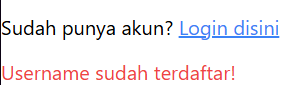 Sudah punya akun? Login disini
Username sudah terdaftar!